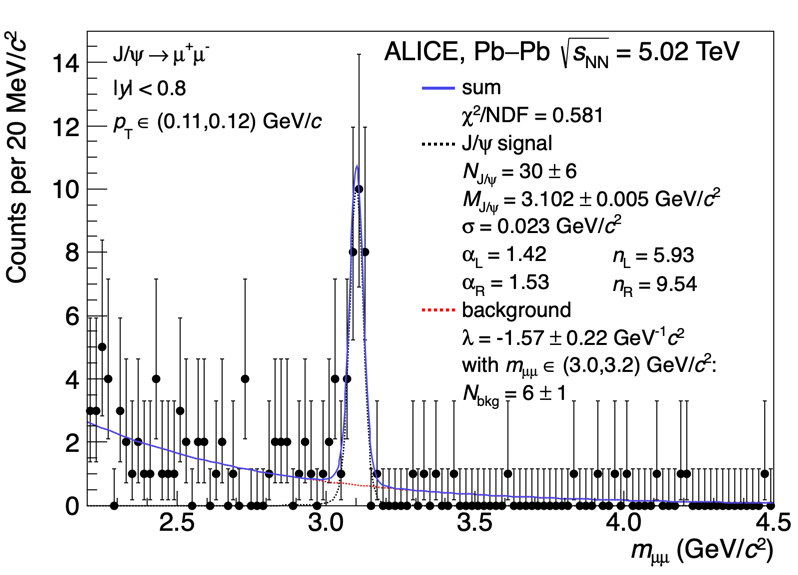 Counts per 20 MeV/c²
14
12
10
8
6
4
2
0
J/ψ → μ⁺μ⁻
|y| < 0.8
p_T ∈ (0.11,0.12) GeV/c
ALICE, Pb–Pb √s_NN = 5.02 TeV
sum
χ²/NDF = 0.581
J/ψ signal
N_J/ψ = 30 ± 6
M_J/ψ = 3.102 ± 0.005 GeV/c²
σ = 0.023 GeV/c²
α_L = 1.42 n_L = 5.93
α_R = 1.53 n_R = 9.54
background
λ = -1.57 ± 0.22 GeV⁻¹c²
with m_μμ ∈ (3.0,3.2) GeV/c²:
N_bkg = 6 ± 1
2.5 3.0 3.5 4.0 4.5
m_μμ (GeV/c²)